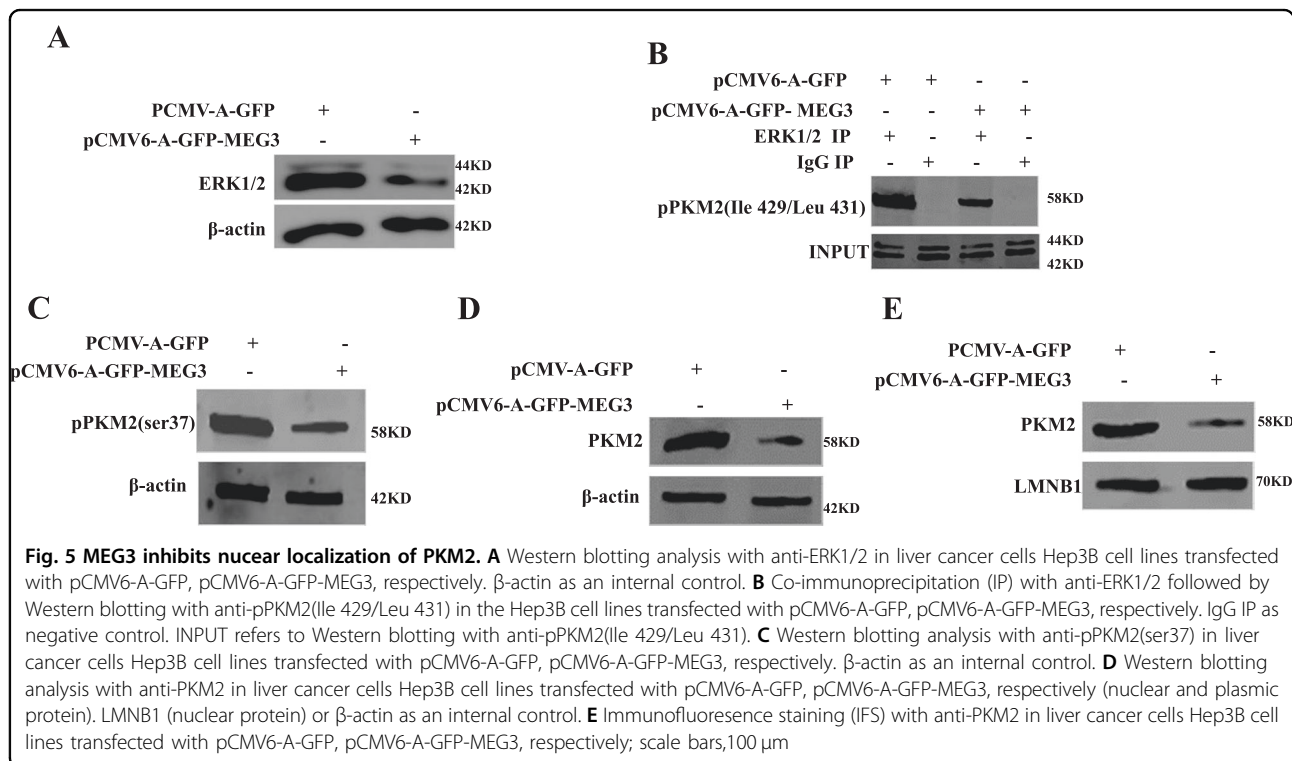 A
PCMV-A-GFP + -
pCMV6-A-GFP-MEG3 - +
ERK1/2 44KD
42KD
β-actin 42KD
B
pCMV6-A-GFP + + - -
pCMV6-A-GFP- MEG3 - - + +
ERK1/2 IP + - + -
IgG IP - + - +
pPKM2(Ile 429/Leu 431) 58KD
INPUT 44KD
42KD
C
PCMV-A-GFP + -
pCMV6-A-GFP-MEG3 - +
pPKM2(ser37) 58KD
β-actin 42KD
D
pCMV-A-GFP + -
pCMV6-A-GFP-MEG3 - +
PKM2 58KD
β-actin 42KD
E
PCMV-A-GFP + -
pCMV6-A-GFP-MEG3 - +
PKM2 58KD
LMNB1 70KD
Fig. 5 MEG3 inhibits nucear localization of PKM2. A Western blotting analysis with anti-ERK1/2 in liver cancer cells Hep3B cell lines transfected
with pCMV6-A-GFP, pCMV6-A-GFP-MEG3, respectively. β-actin as an internal control. B Co-immunoprecipitation (IP) with anti-ERK1/2 followed by
Western blotting with anti-pPKM2(Ile 429/Leu 431) in the Hep3B cell lines transfected with pCMV6-A-GFP, pCMV6-A-GFP-MEG3, respectively. IgG IP as
negative control. INPUT refers to Western blotting with anti-pPKM2(Ile 429/Leu 431). C Western blotting analysis with anti-pPKM2(ser37) in liver
cancer cells Hep3B cell lines transfected with pCMV6-A-GFP, pCMV6-A-GFP-MEG3, respectively. β-actin as an internal control. D Western blotting
analysis with anti-PKM2 in liver cancer cells Hep3B cell lines transfected with pCMV6-A-GFP, pCMV6-A-GFP-MEG3, respectively (nuclear and plasmic
protein). LMNB1 (nuclear protein) or β-actin as an internal control. E Immunofluoresence staining (IFS) with anti-PKM2 in liver cancer cells Hep3B cell
lines transfected with pCMV6-A-GFP, pCMV6-A-GFP-MEG3, respectively; scale bars,100 μm